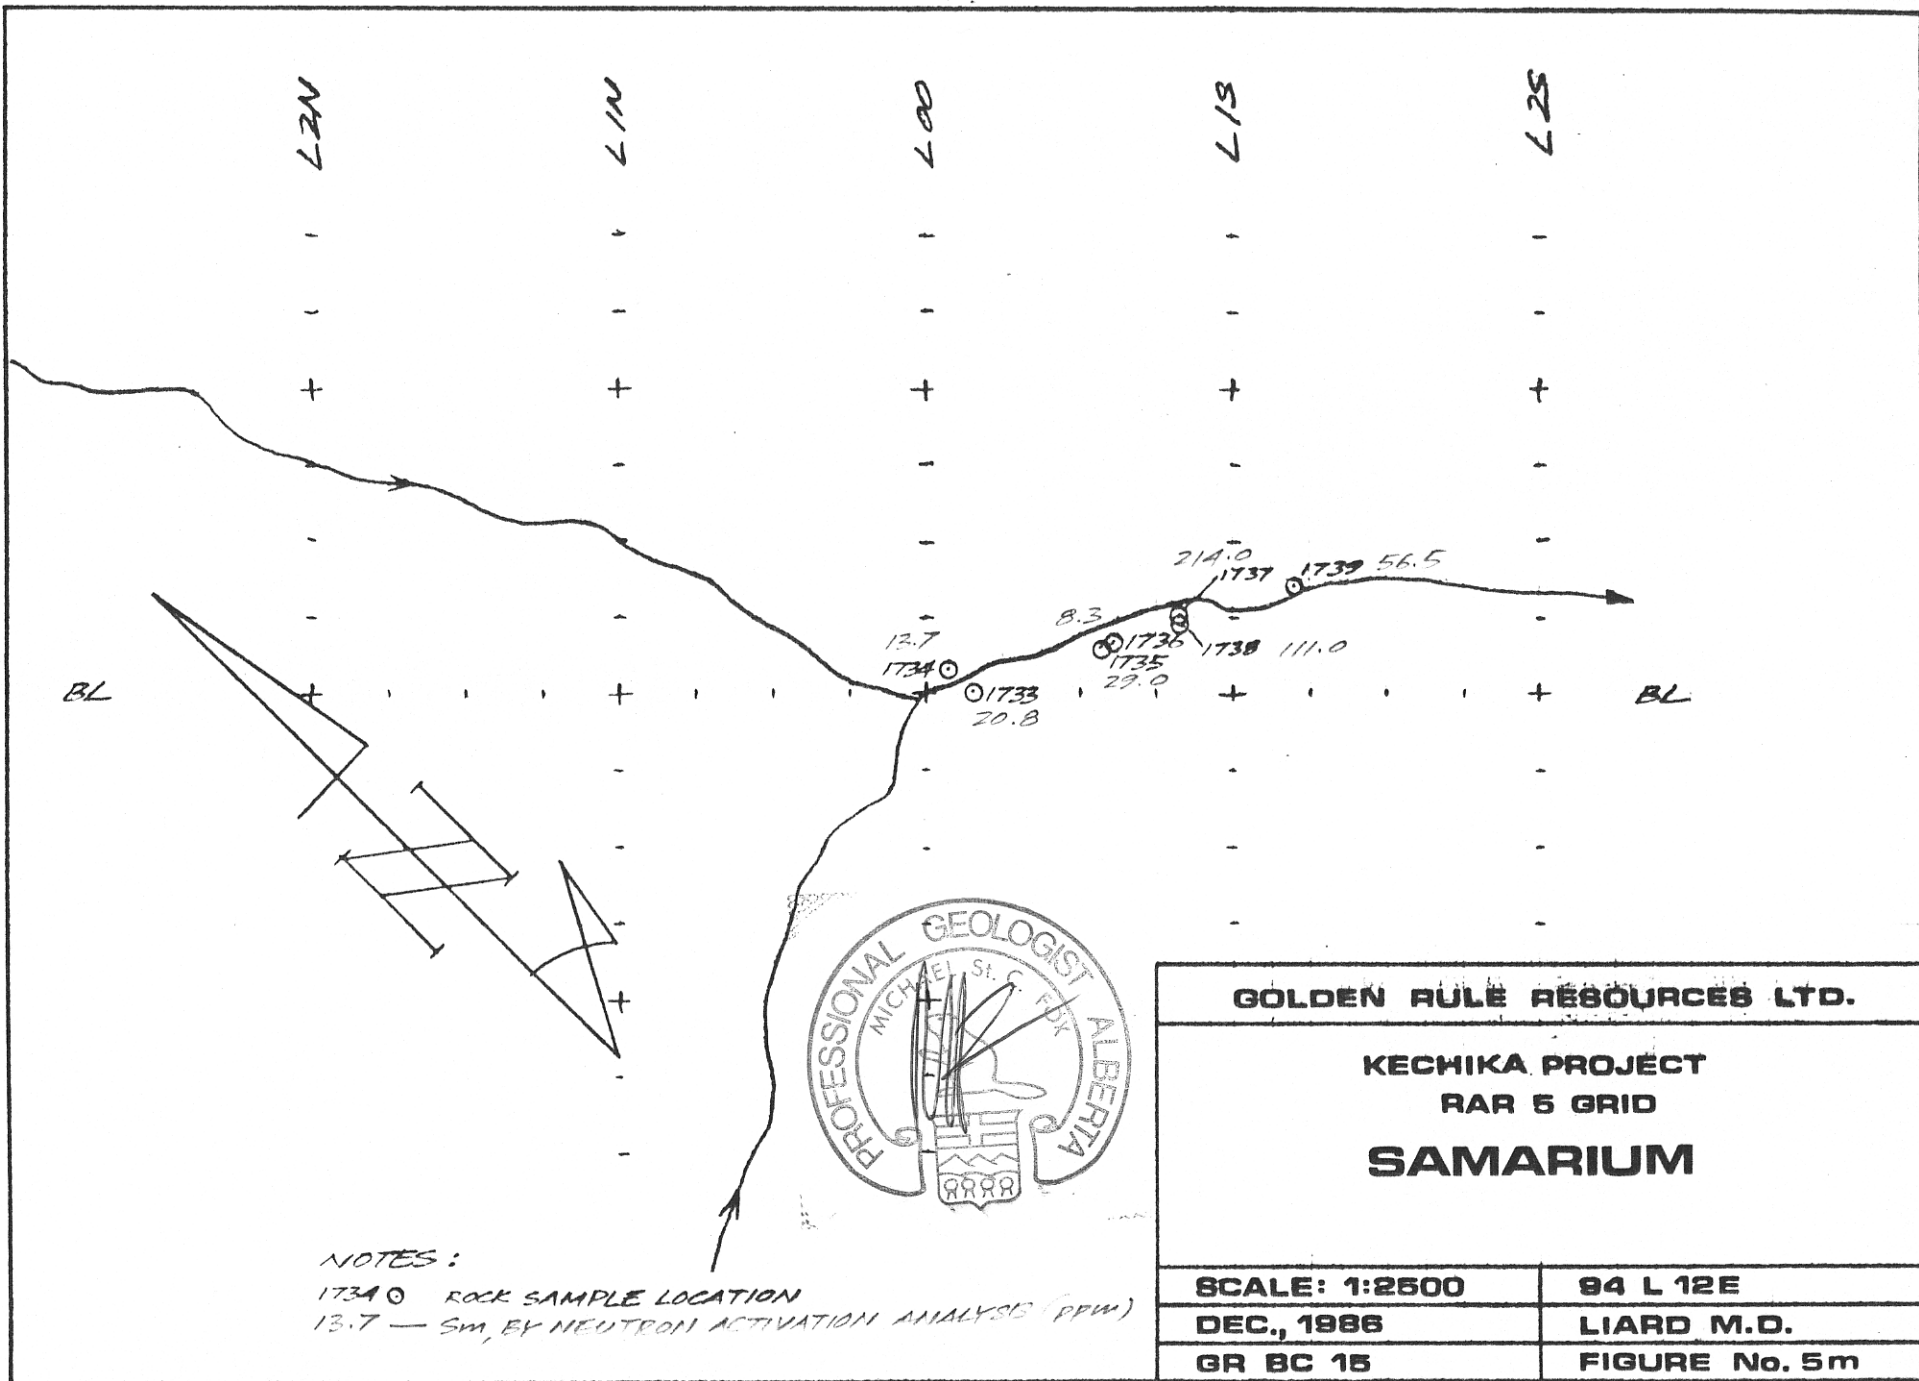 L2N
L1N
L00
L1S
L2S
214.0
1737
1739 56.5
8.3
1736
1738 111.0
1735
29.0
13.7
1734
1733
20.8
BL
BL
N
PROFESSIONAL GEOLOGIST ALBERTA
MICHAEL St. C. FOX
GOLDEN RULE RESOURCES LTD.
KECHIKA PROJECT
RAR 5 GRID
SAMARIUM
SCALE: 1:2500
94 L 12E
DEC., 1986
LIARD M.D.
GR BC 15
FIGURE No. 5m
NOTES:
1734 ROCK SAMPLE LOCATION
13.7 — Sm, BY NEUTRON ACTIVATION ANALYSIS (ppm)